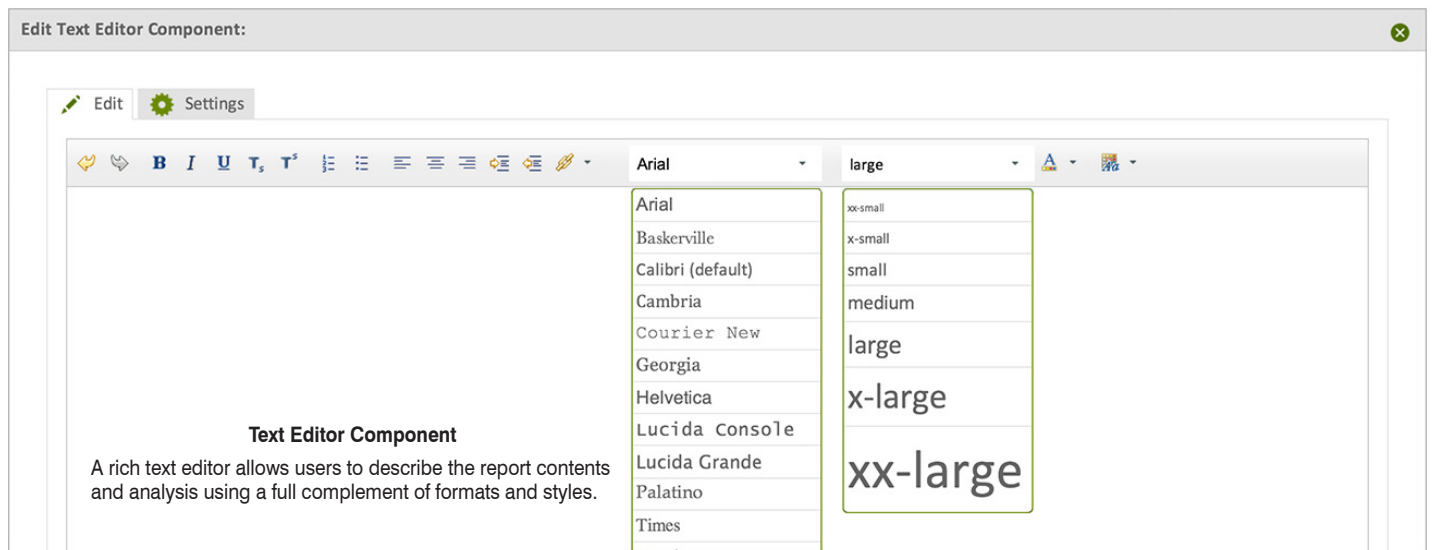 Edit Text Editor Component:
Edit
Settings
B I U Ts Ts
Arial
large
Arial
Baskerville
Calibri (default)
Cambria
Courier New
Georgia
Helvetica
Lucida Console
Lucida Grande
Palatino
Times
xx-small
x-small
small
medium
large
x-large
xx-large
Text Editor Component
A rich text editor allows users to describe the report contents
and analysis using a full complement of formats and styles.